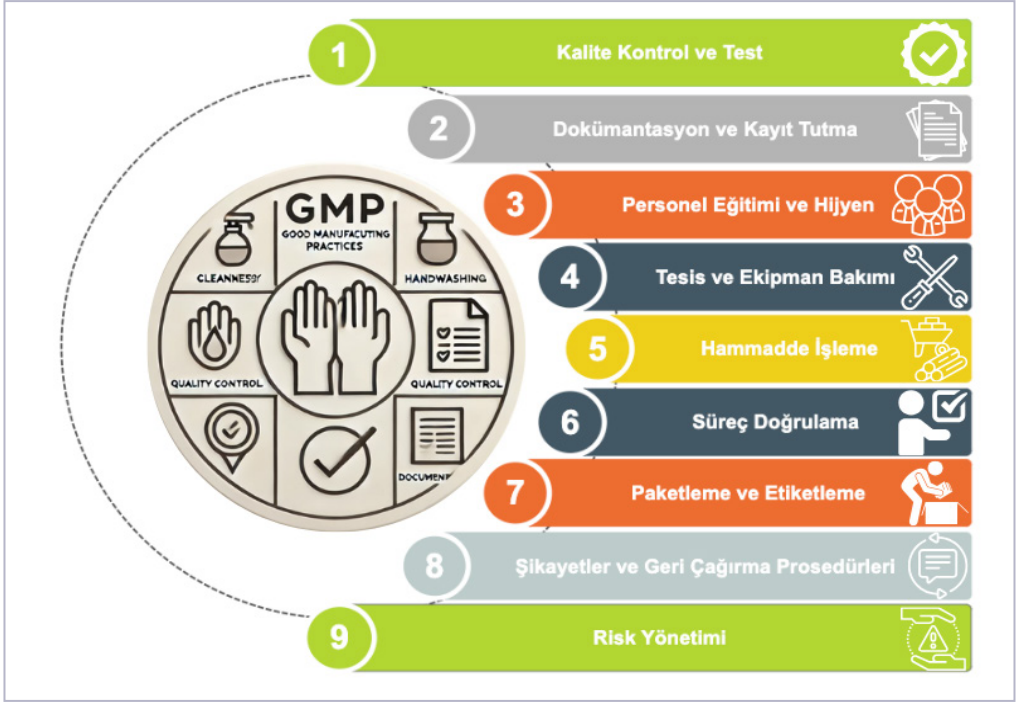 1
Kalite Kontrol ve Test
2
Dokümantasyon ve Kayıt Tutma
3
Personel Eğitimi ve Hijyen
4
Tesis ve Ekipman Bakımı
5
Hammadde İşleme
6
Süreç Doğrulama
7
Paketleme ve Etiketleme
8
Şikayetler ve Geri Çağırma Prosedürleri
9
Risk Yönetimi
GMP
GOOD MANUFACUTING
PRACTICES
CLEANNESS!
HANDWASHING
QUALITY CONTROL
QUALITY CONTROL
DOCUMEN